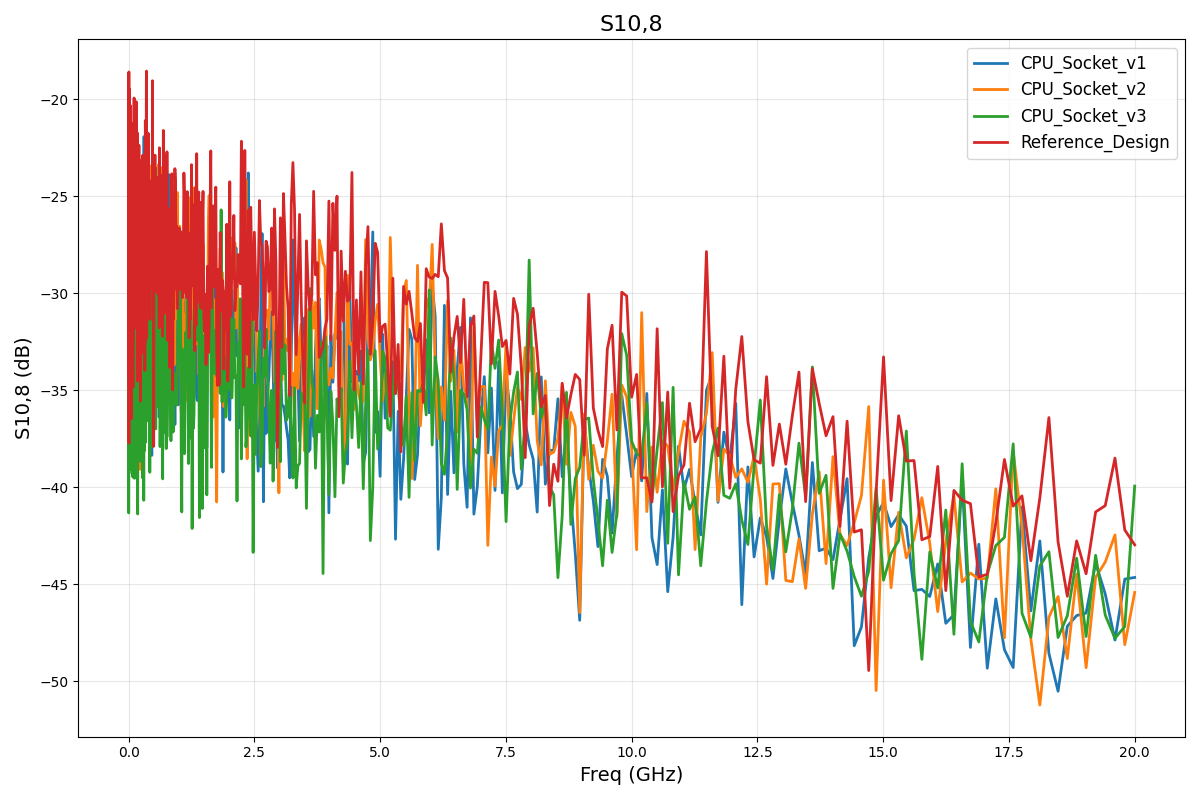 S10,8
CPU_Socket_v1
CPU_Socket_v2
CPU_Socket_v3
Reference_Design
S10,8 (dB)
−20
−25
−30
−35
−40
−45
−50
0.0
2.5
5.0
7.5
10.0
12.5
15.0
17.5
20.0
Freq (GHz)